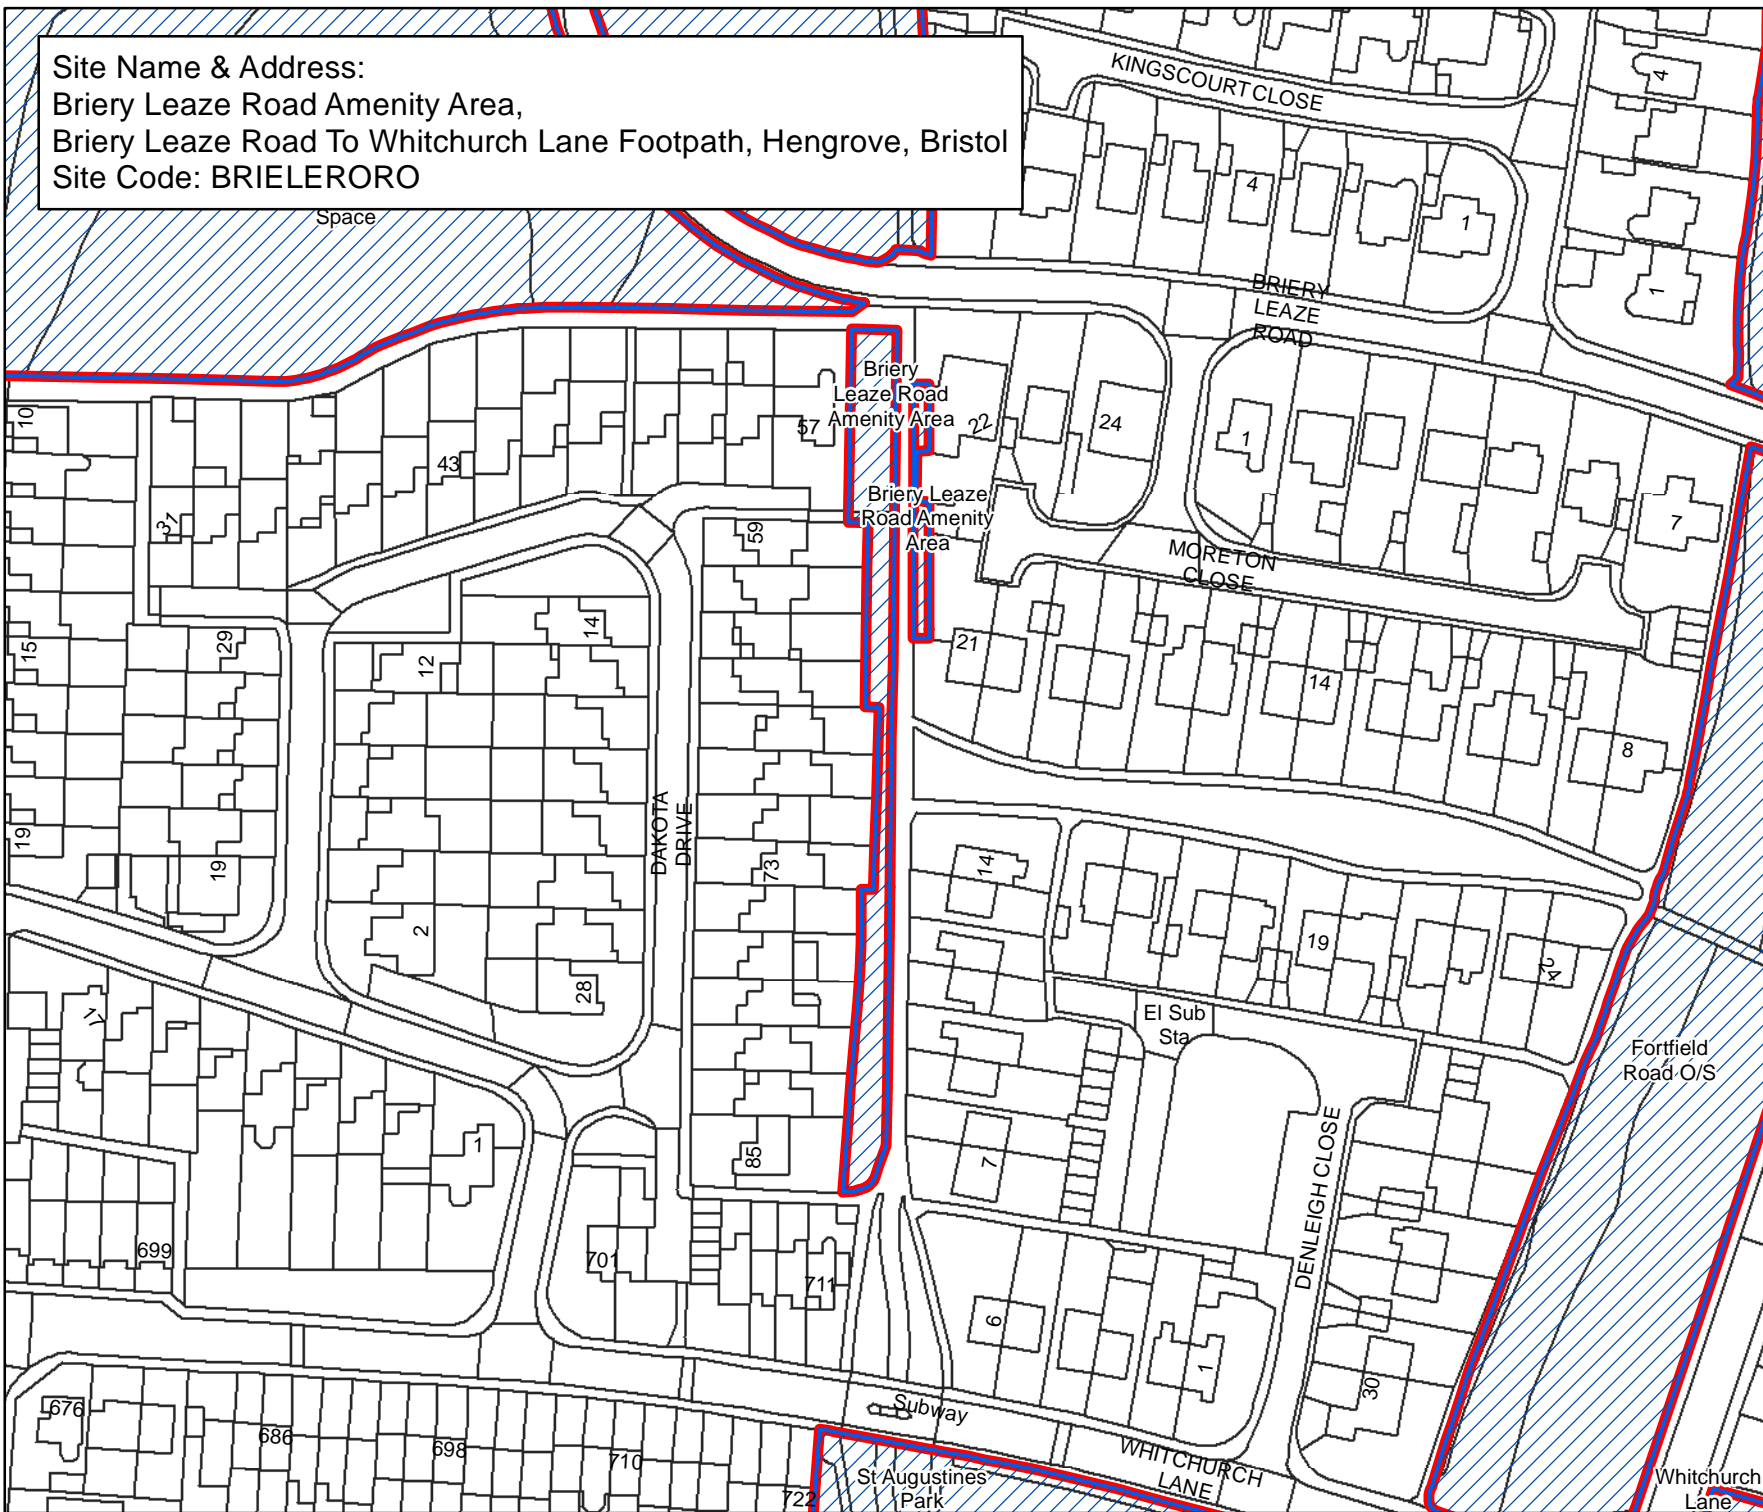 Site Name & Address:
Briery Leaze Road Amenity Area,
Briery Leaze Road To Whitchurch Lane Footpath, Hengrove, Bristol
Site Code: BRIELERORO
Space
KINGSCOURT CLOSE
4
4
1
1
BRIERY
LEAZE
ROAD
Briery
Leaze Road
Amenity Area
57
22
24
1
10
43
31
Briery Leaze
Road Amenity
Area
59
7
MORETON
CLOSE
15
29
12
14
21
14
8
DAKOTA
DRIVE
19
19
73
14
2
19
24
28
17
El Sub
Sta
Fortfield
Road O/S
1
85
7
DENLEIGH CLOSE
699
701
711
6
1
30
676
686
698
710
722
Subway
WHITCHURCH
LANE
St Augustines
Park
Whitchurch
Lane